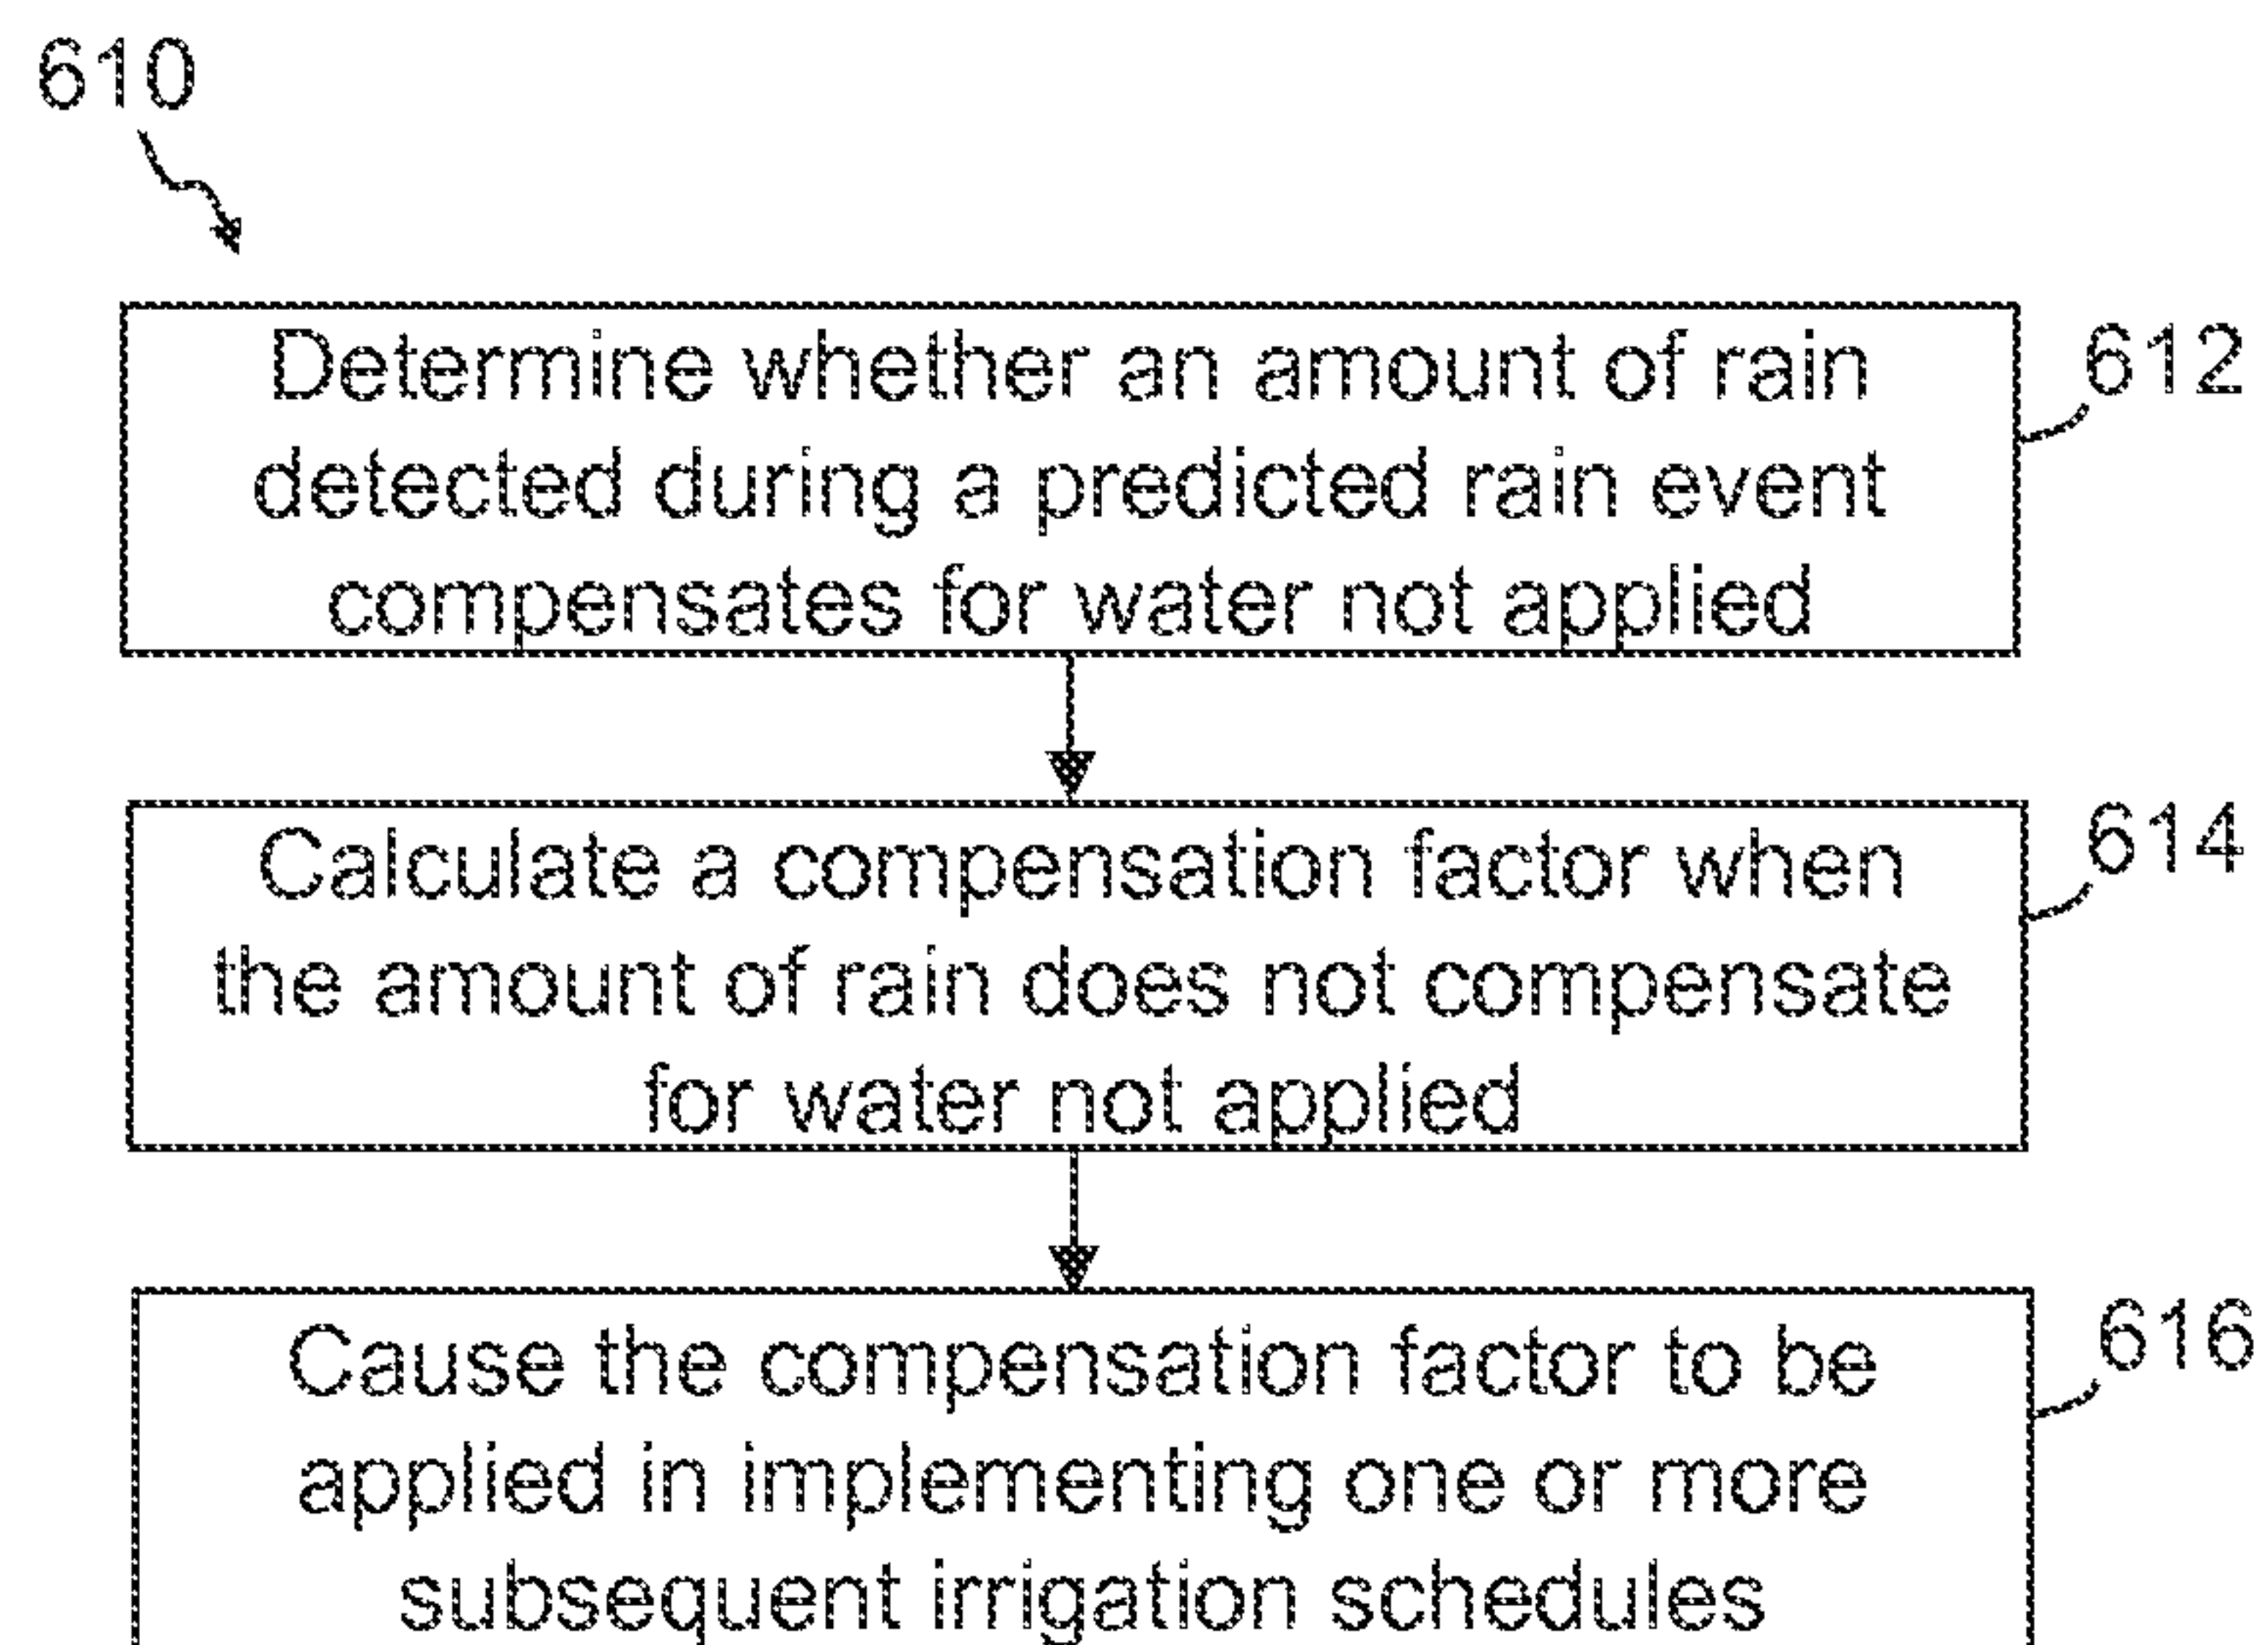 610
Determine whether an amount of rain
612
detected during a predicted rain event
compensates for water not applied
Calculate a compensation factor when
614
the amount of rain does not compensate
for water not applied
Cause the compensation factor to be
616
applied in implementing one or more
subsequent irrigation schedules